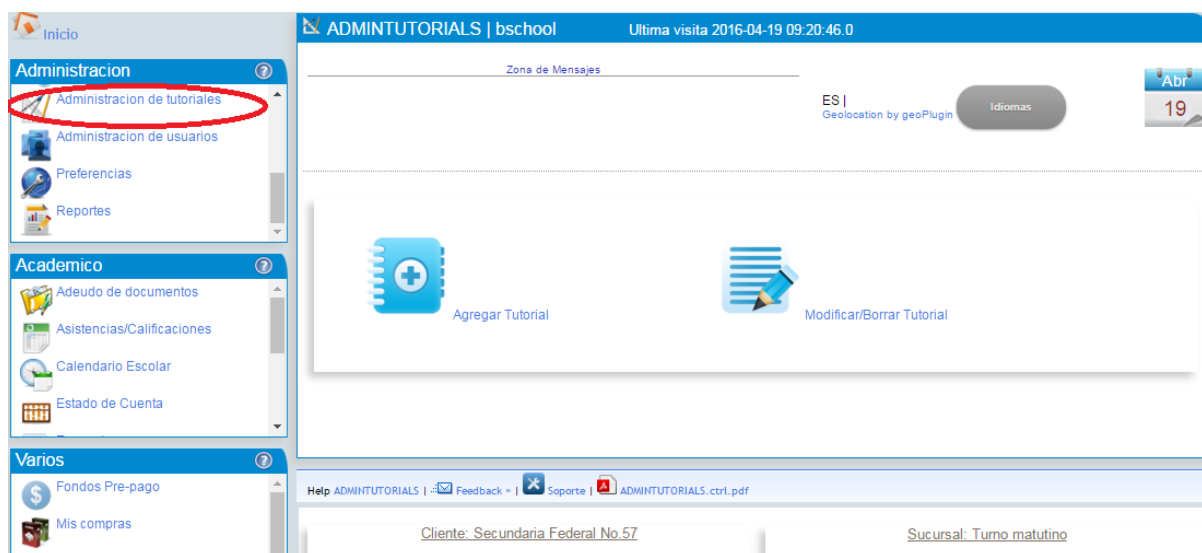 Inicio
Administracion
Administracion de tutoriales
Administracion de usuarios
Preferencias
Reportes
Academico
Adeudo de documentos
Asistencias/Calificaciones
Calendario Escolar
Estado de Cuenta
Varios
Fondos Pre-pago
Mis compras
ADMINTUTORIALS | bschool Ultima visita 2016-04-19 09:20:46.0
Zona de Mensajes
ES |
Geolocation by geoPlugin
Idiomas
Abr
19
Agregar Tutorial
Modificar/Borrar Tutorial
Help ADMINTUTORIALS | Feedback » | Soporte | ADMINTUTORIALS.ctrl.pdf
Cliente: Secundaria Federal No.57
Sucursal: Turno matutino